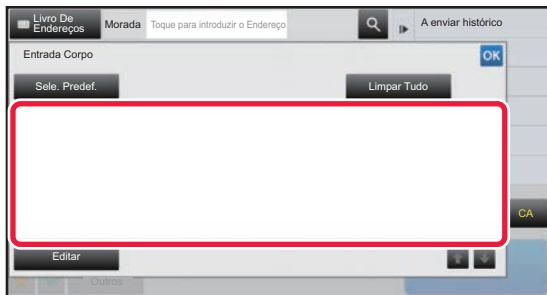 Livro De
Endereços
Morada
Toque para introduzir o Endereço
A enviar histórico
Entrada Corpo
OK
Sele. Predef.
Limpar Tudo
CA
Editar
Outros